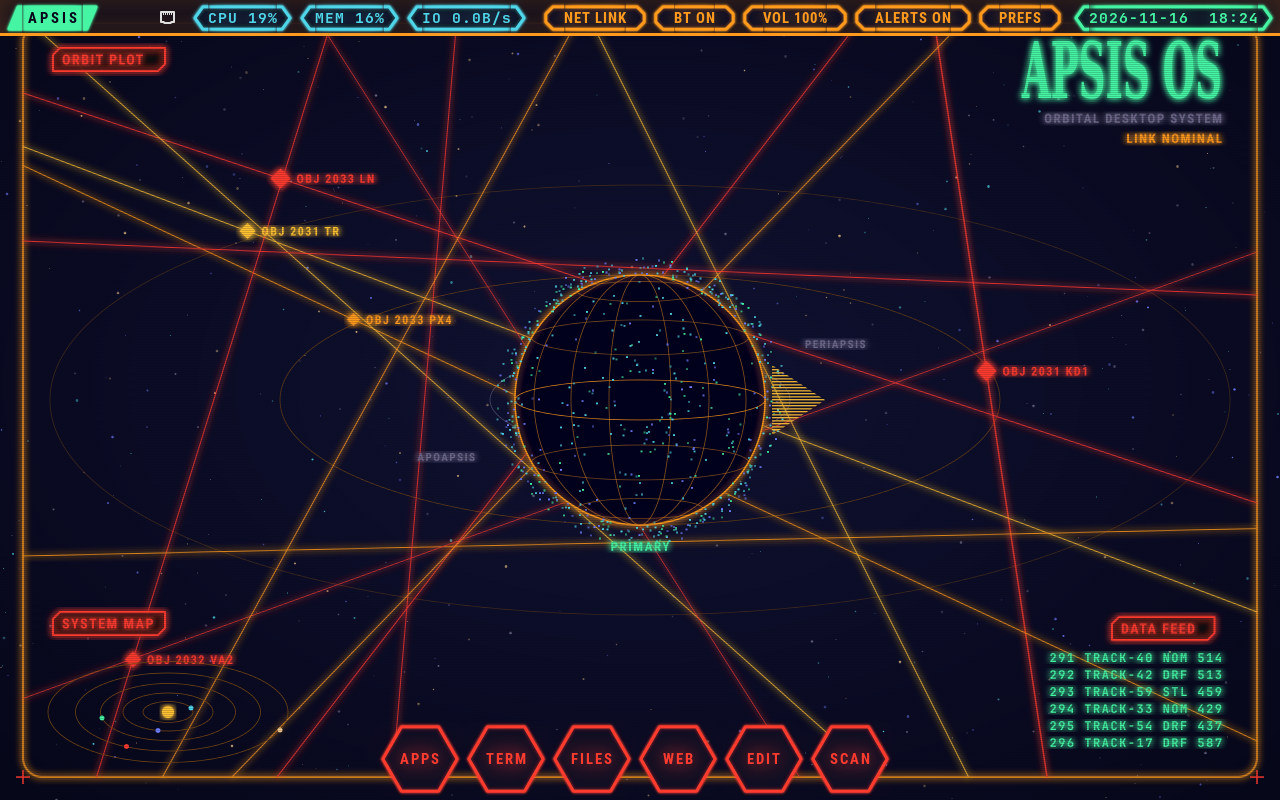 APSIS
CPU 19%
MEM 16%
IO 0.0B/s
NET LINK
BT ON
VOL 100%
ALERTS ON
PREFS
2026-11-16 18:24
ORBIT PLOT
APSIS OS
ORBITAL DESKTOP SYSTEM
LINK NOMINAL
OBJ 2033 LN
OBJ 2031 TR
OBJ 2033 PX4
PERIAPSIS
OBJ 2031 KD1
APOAPSIS
PRIMARY
SYSTEM MAP
OBJ 2032 VA2
DATA FEED
291 TRACK-40 NOM 514
292 TRACK-42 DRF 513
293 TRACK-59 STL 459
294 TRACK-33 NOM 429
295 TRACK-54 DRF 437
296 TRACK-17 DRF 587
APPS
TERM
FILES
WEB
EDIT
SCAN